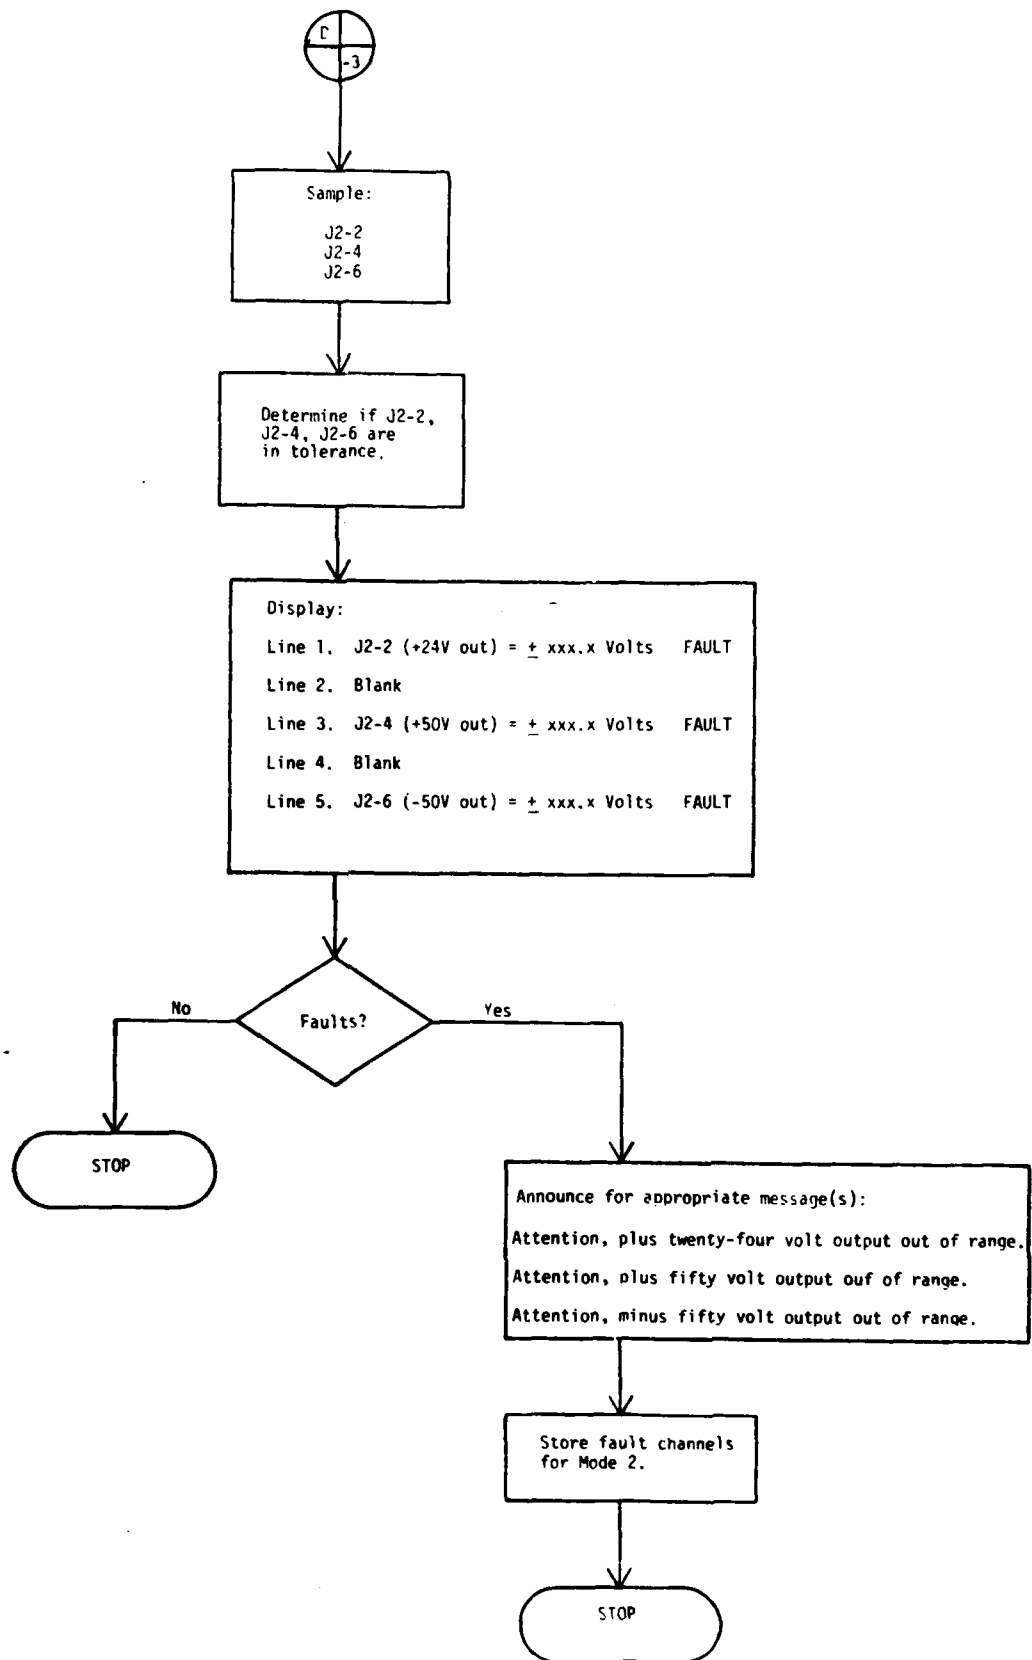 -3
Sample:
J2-2
J2-4
J2-6
Determine if J2-2,
J2-4, J2-6 are
in tolerance.
Display:
Line 1. J2-2 (+24V out) = ± xxx.x Volts FAULT
Line 2. Blank
Line 3. J2-4 (+50V out) = ± xxx.x Volts FAULT
Line 4. Blank
Line 5. J2-6 (-50V out) = ± xxx.x Volts FAULT
Faults?
No
Yes
STOP
Announce for appropriate message(s):
Attention, plus twenty-four volt output out of range.
Attention, plus fifty volt output ouf of range.
Attention, minus fifty volt output out of range.
Store fault channels
for Mode 2.
STOP